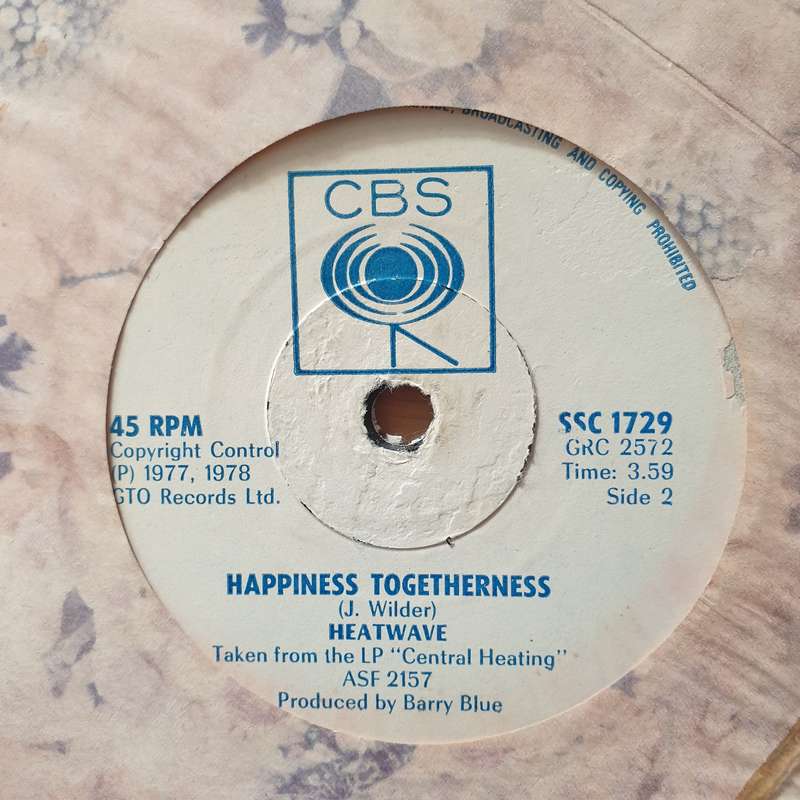 BROADCASTING AND COPYING PROHIBITED
CBS
45 RPM
Copyright Control
(P) 1977, 1978
GTO Records Ltd.
SSC 1729
GRC 2572
Time: 3.59
Side 2
HAPPINESS TOGETHERNESS
(J. Wilder)
HEATWAVE
Taken from the LP "Central Heating"
ASF 2157
Produced by Barry Blue